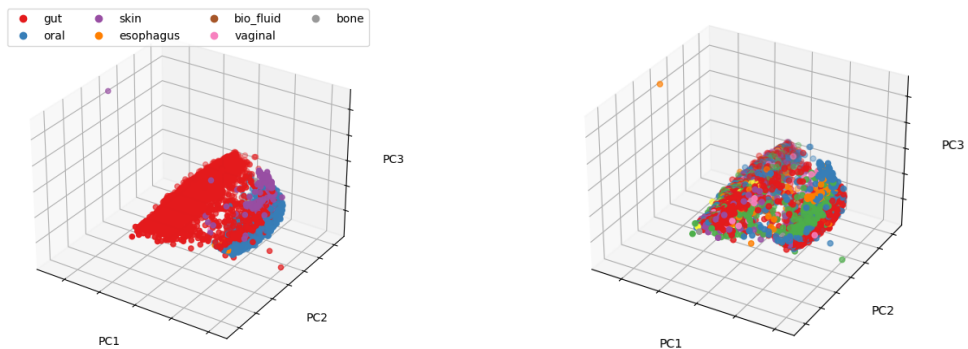 gut skin bio_fluid bone
oral esophagus vaginal
PC3
PC2
PC1
PC3
PC2
PC1